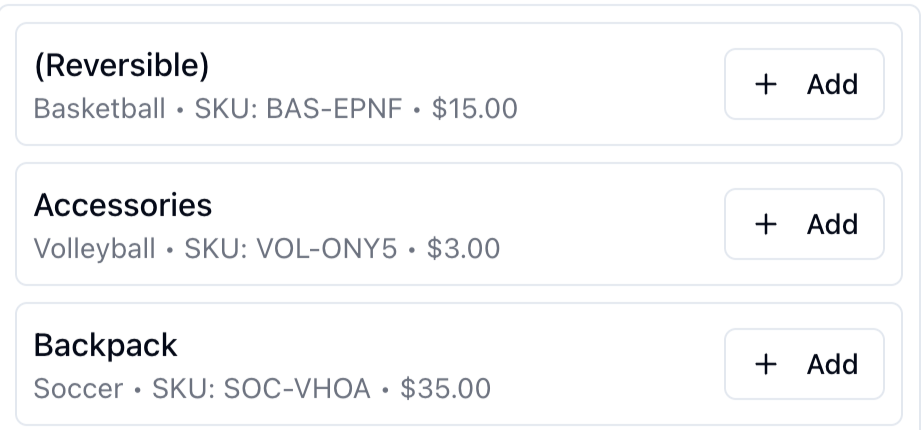 (Reversible)
Basketball • SKU: BAS-EPNF • $15.00
+ Add
Accessories
Volleyball • SKU: VOL-ONY5 • $3.00
+ Add
Backpack
Soccer • SKU: SOC-VHOA • $35.00
+ Add